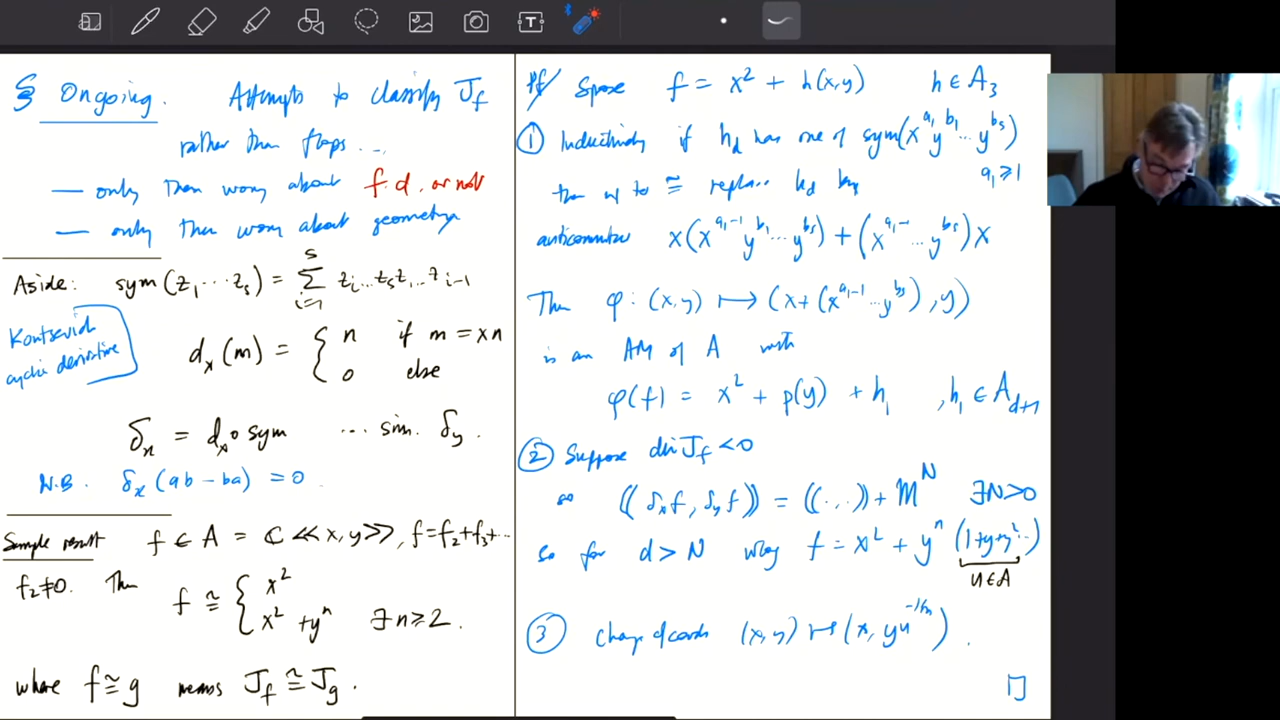 § Ongoing. Attempts to classify J_f
rather than flops ...
— only then worry about f.d. or not
— only then worry about geometry
Aside: sym(z_1 ... z_s) = Σ_{i=1}^{s} z_i...z_s z_1...z_{i-1}
Kontsevich
cyclic derivative
d_x(m) = { n if m = xn
0 else
δ_x = d_x∘sym ... sim. δ_y.
N.B. δ_x(ab − ba) = 0.
Sample result f ∈ A = ℂ≪x,y≫, f = f_2+f_3+...
f_2≠0. Then f ≅ { x^2
x^2 + y^n ∃n≥2.
where f ≅ g means J_f ≅ J_g.
Pf/ Spose f = x^2 + h(x,y) h ∈ A_3
① Inductively if h_d has one of sym(x^{a_1}y^{b_1}...y^{b_s})
a_1≥1
then up to ≅ replace h_d by
anticommutator x(x^{a_1-1}y^{b_1}...y^{b_s}) + (x^{a_1-1}...y^{b_s})x
Then φ: (x,y) ↦ (x+(x^{a_1-1}...y^{b_s}), y)
is an AM of A with
φ(f) = x^2 + p(y) + h_1 , h_1 ∈ A_{d+1}
② Suppose dim J_f < ∞
so ((δ_x f, δ_y f)) = ((...)) + m^N ∃N>0
so for d > N wlog f = x^2 + y^n (1+y+y^2...)
u∈A
③ Change of coords (x,y) ↦ (x, yu^{-1/n}).
□